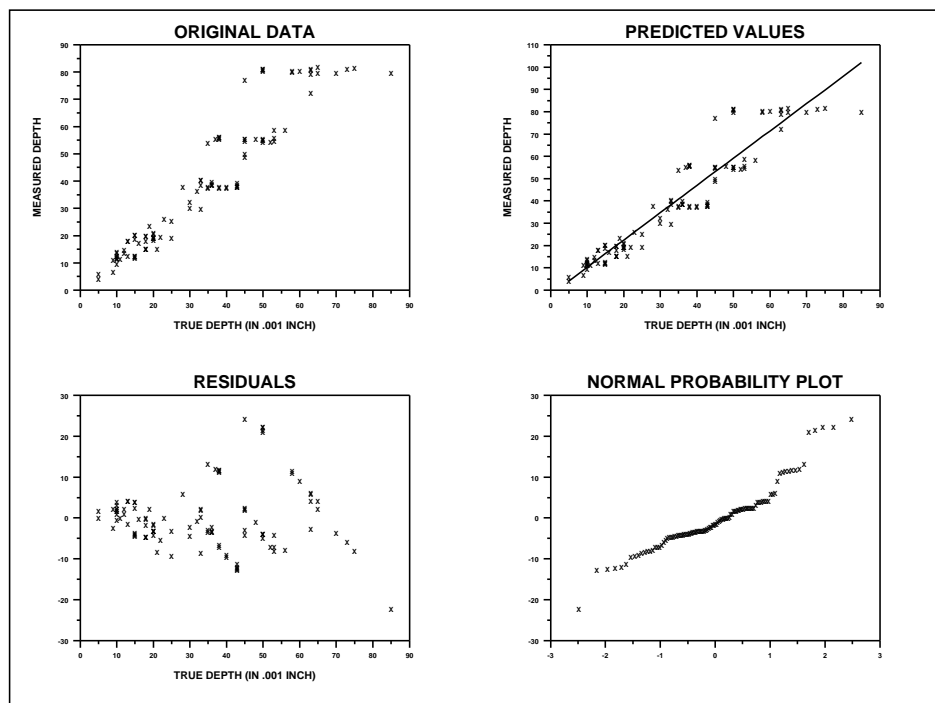 ORIGINAL DATA
90
80
70
60
50
40
30
20
10
0
MEASURED DEPTH
0 10 20 30 40 50 60 70 80 90
TRUE DEPTH (IN .001 INCH)
PREDICTED VALUES
110
100
90
80
70
60
50
40
30
20
10
0
MEASURED DEPTH
0 10 20 30 40 50 60 70 80 90
TRUE DEPTH (IN .001 INCH)
RESIDUALS
30
20
10
0
-10
-20
-30
0 10 20 30 40 50 60 70 80 90
TRUE DEPTH (IN .001 INCH)
NORMAL PROBABILITY PLOT
30
20
10
0
-10
-20
-30
-3 -2 -1 0 1 2 3